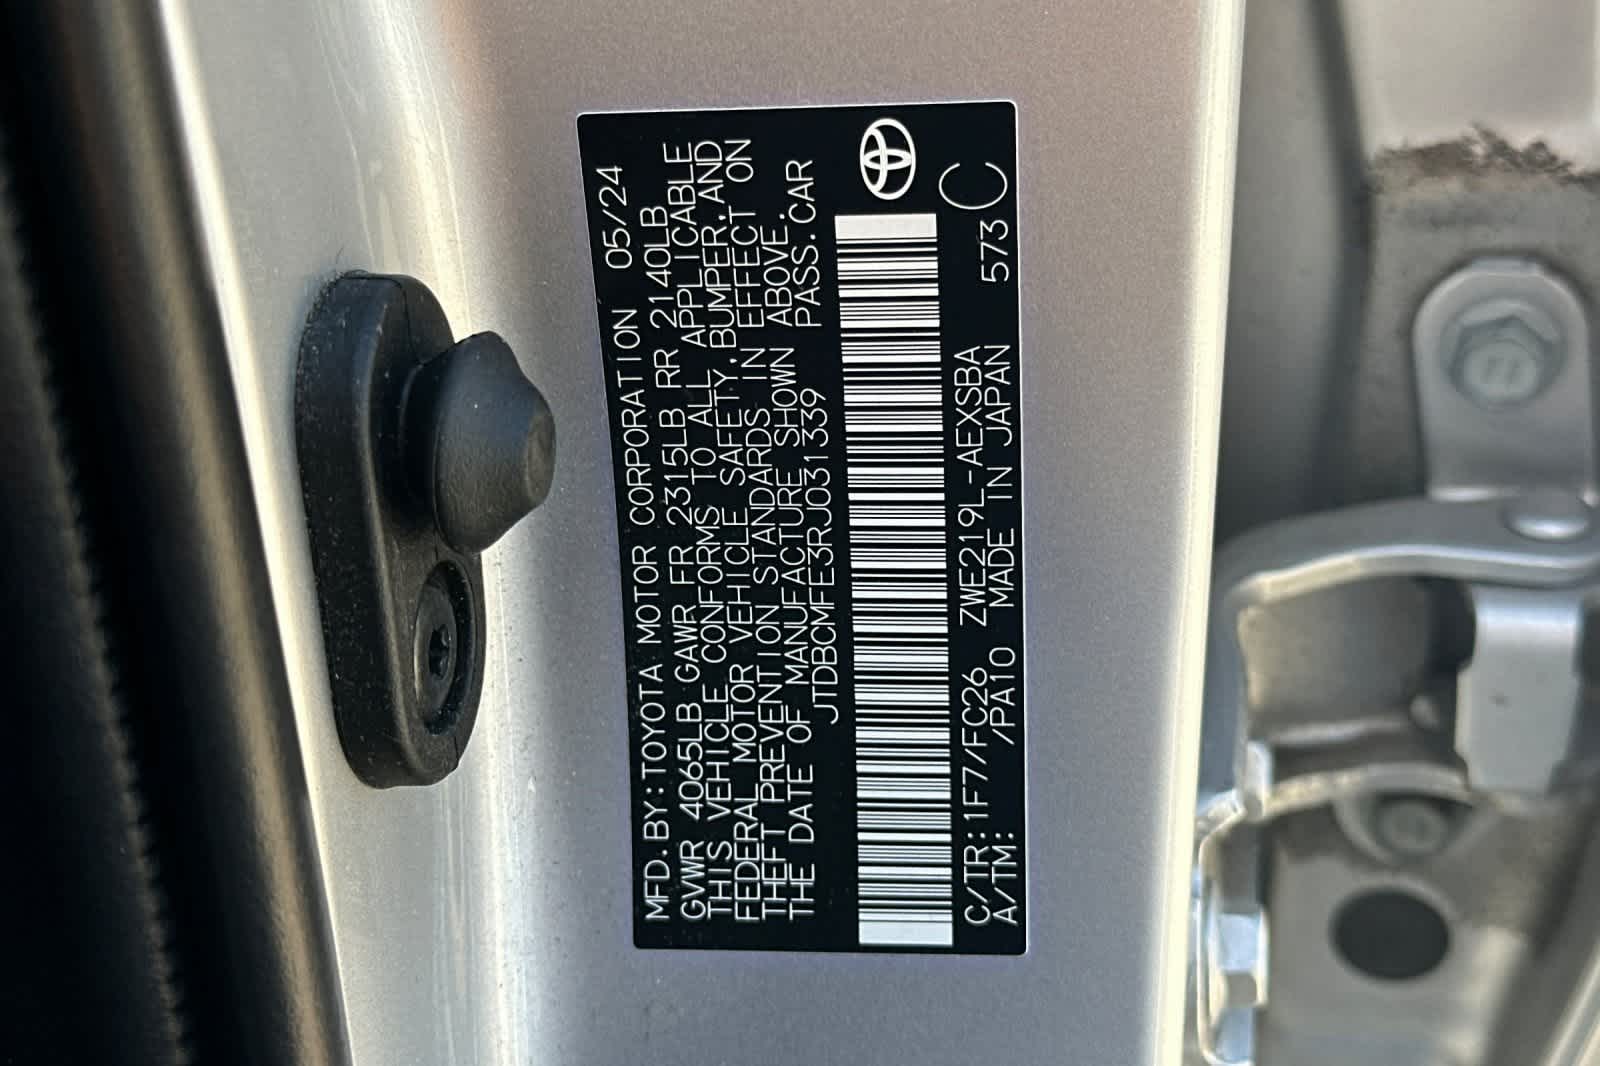 MFD.BY:TOYOTA MOTOR CORPORATION 05/24
GVWR 4065LB GAWR FR 2315LB RR 2140LB
THIS VEHICLE CONFORMS TO ALL APPLICABLE
FEDERAL MOTOR VEHICLE SAFETY,BUMPER,AND
THEFT PREVENTION STANDARDS IN EFFECT ON
THE DATE OF MANUFACTURE SHOWN ABOVE.
JTDBCMFE3RJ031339 PASS.CAR
C/TR:1F7/FC26 ZWE219L-AEXSBA 573 C
A/TM: /PA10 MADE IN JAPAN